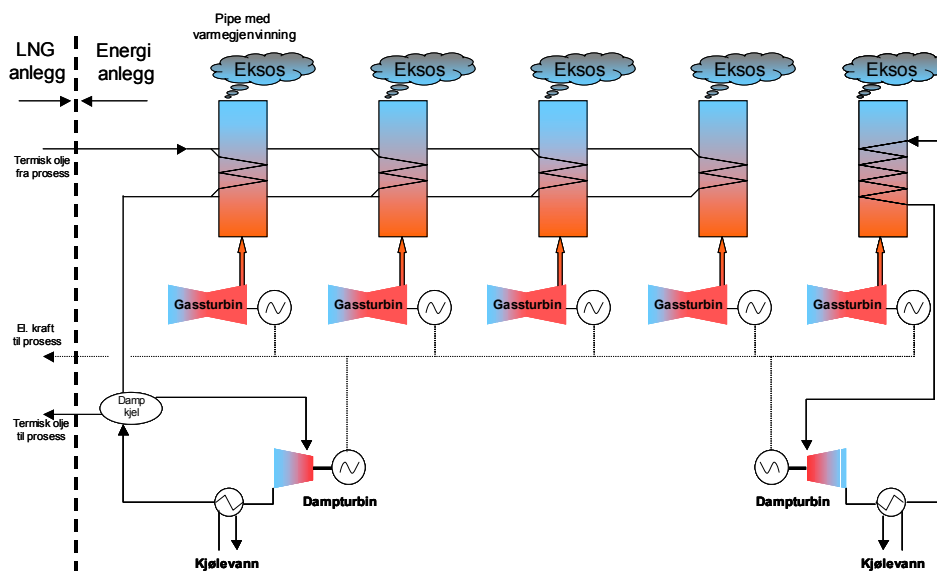 Pipe med
varmegjenvinning
LNG
anlegg
Energi
anlegg
Eksos
Eksos
Eksos
Eksos
Eksos
Termisk olje
fra prosess
Gassturbin
Gassturbin
Gassturbin
Gassturbin
Gassturbin
El. kraft
til prosess
Damp
kjel
Termisk olje
til prosess
Dampturbin
Dampturbin
Kjølevann
Kjølevann